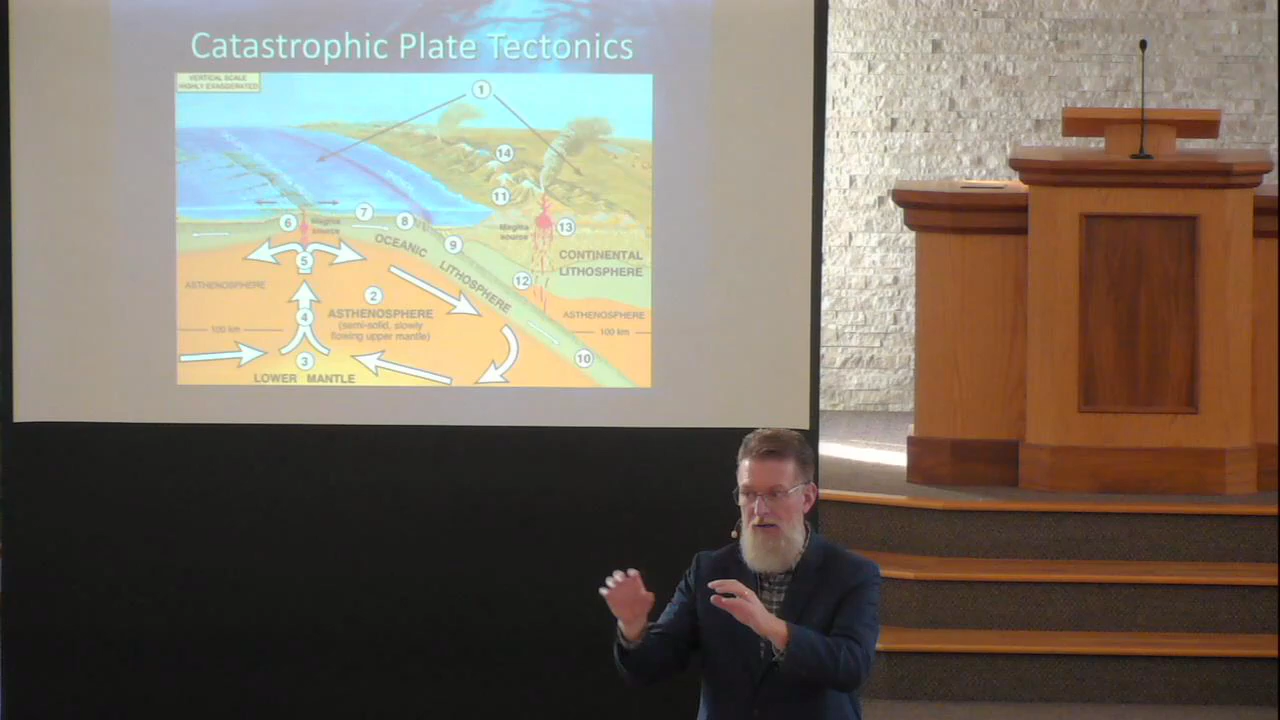 Catastrophic Plate Tectonics
VERTICAL SCALE
HIGHLY EXAGGERATED
1
14
11
6
Magma
source
7
8
9
Magma
source
13
OCEANIC LITHOSPHERE
CONTINENTAL
LITHOSPHERE
5
12
ASTHENOSPHERE
2
4
ASTHENOSPHERE
(semi-solid, slowly
flowing upper mantle)
ASTHENOSPHERE
100 km
100 km
3
10
LOWER MANTLE